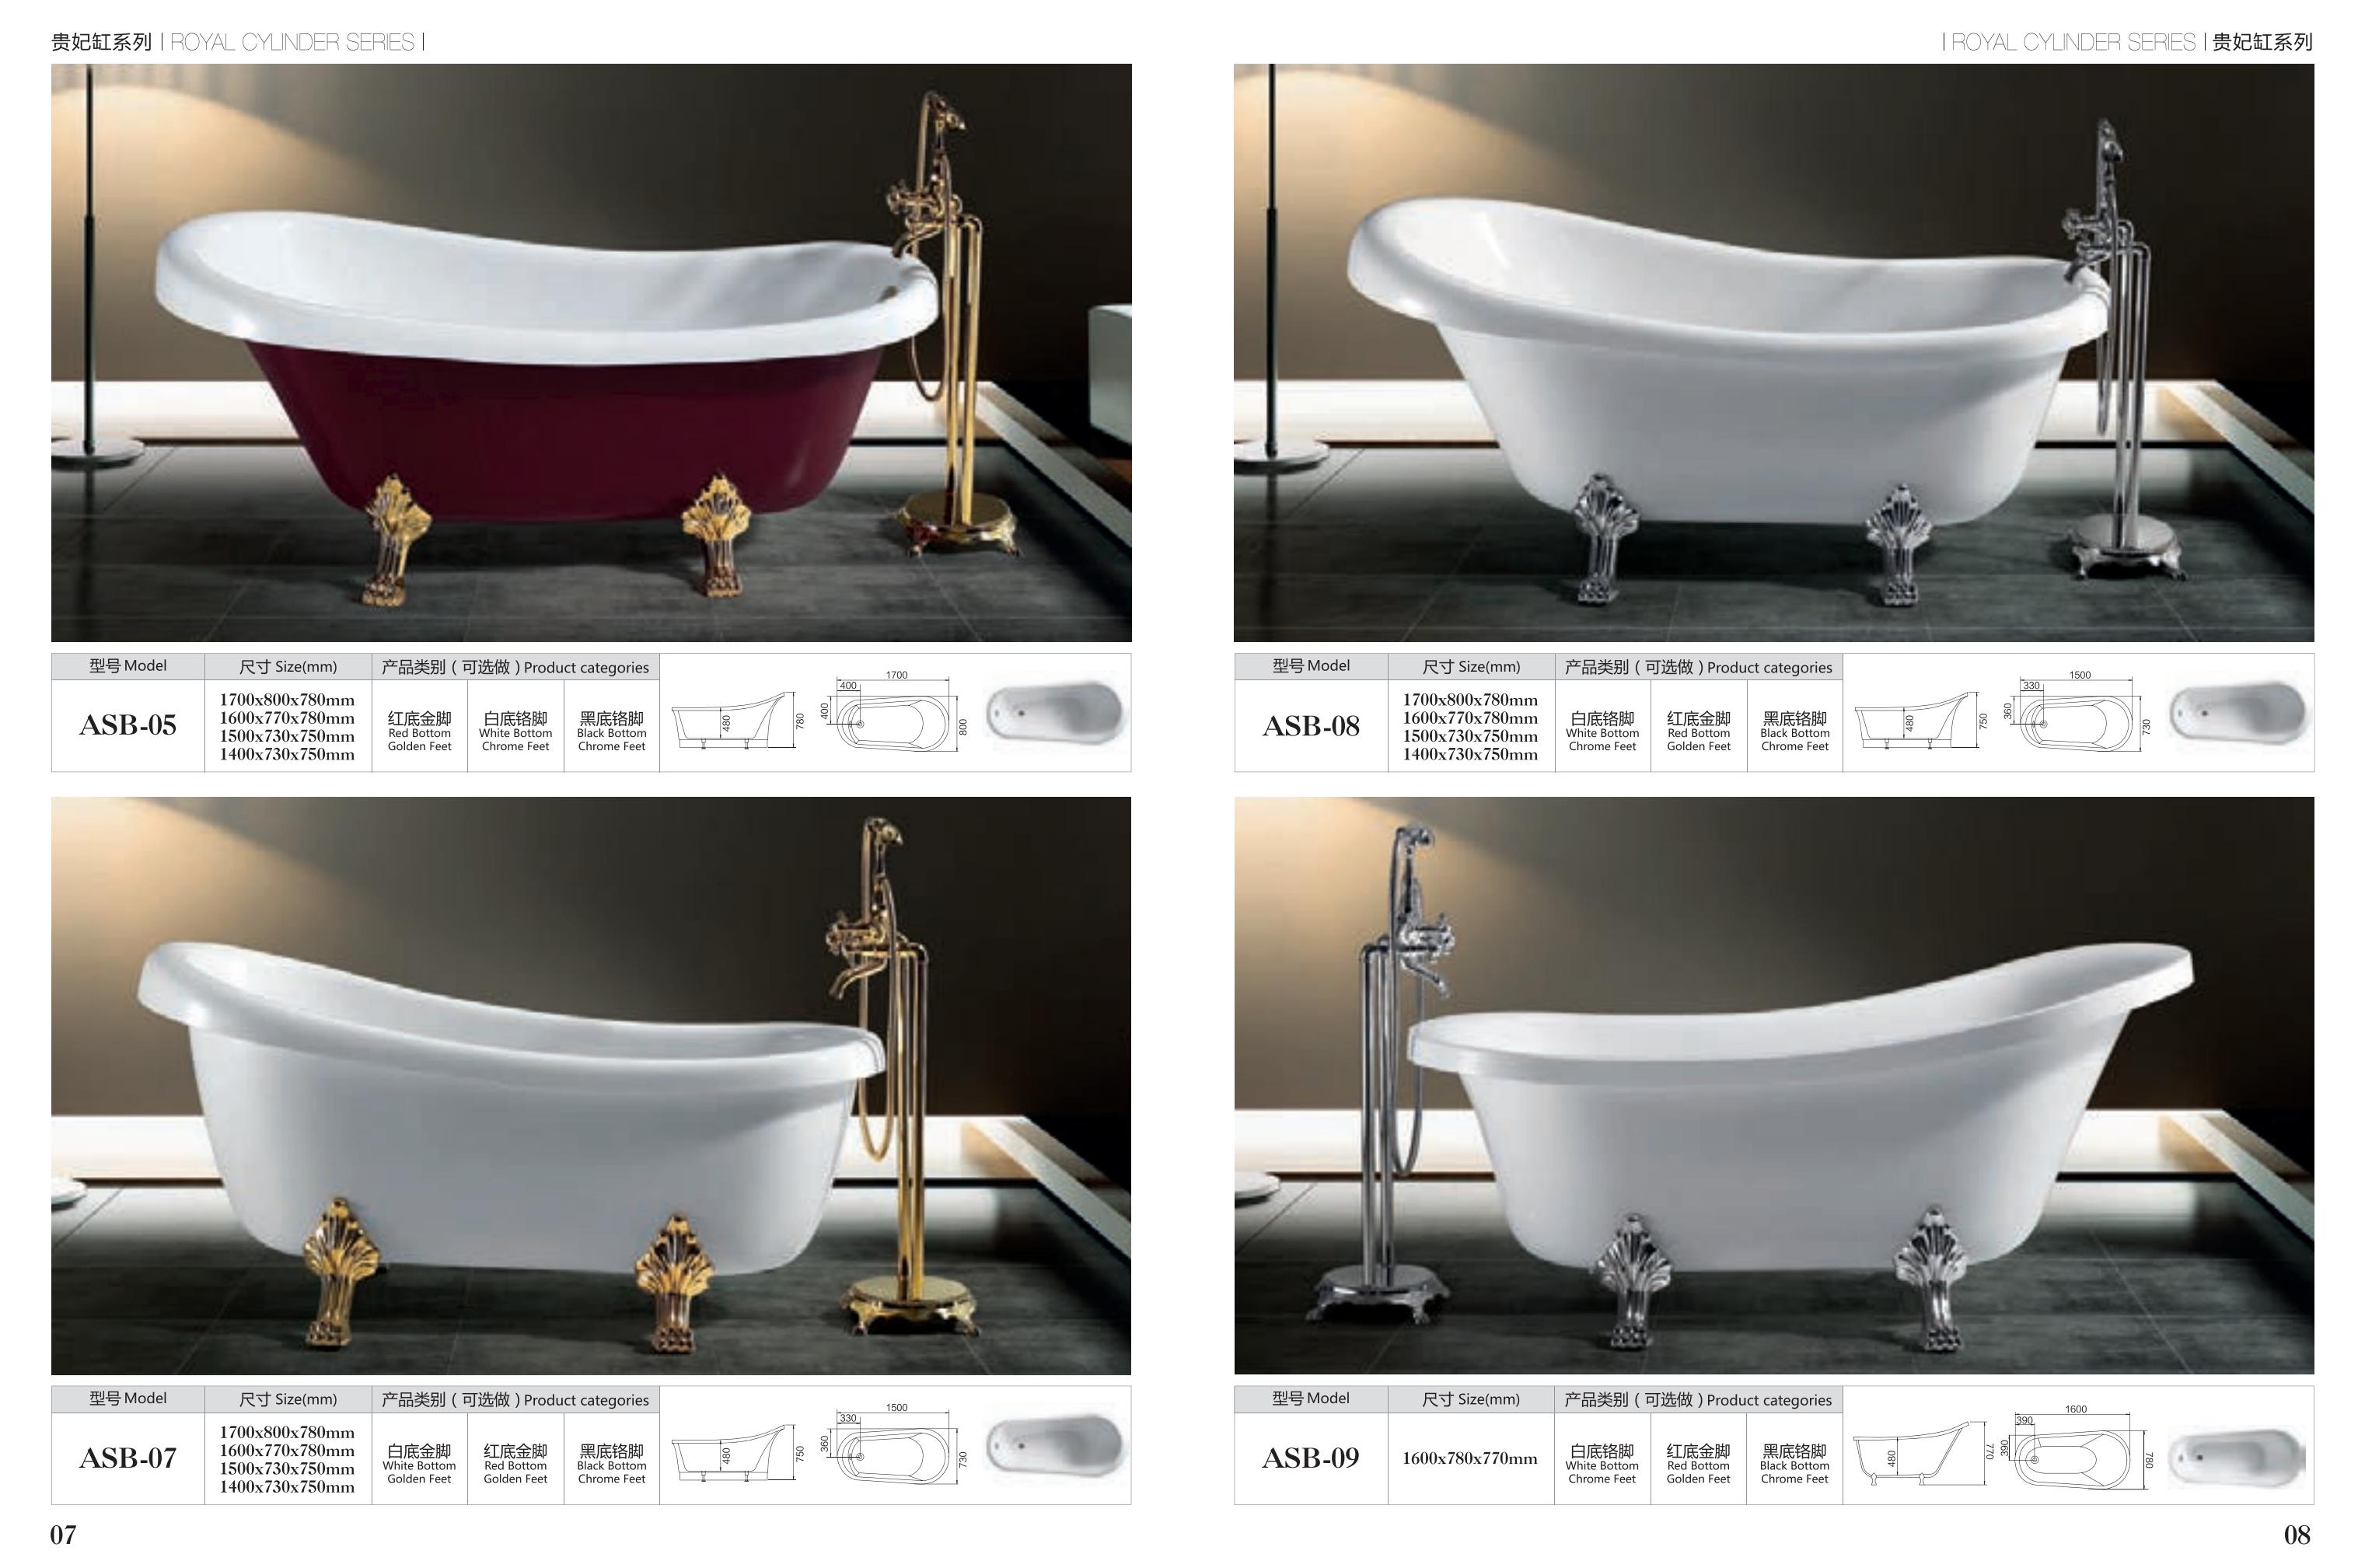 贵妃缸系列 | ROYAL CYLINDER SERIES |
型号 Model
尺寸 Size(mm)
产品类别 ( 可选做 ) Product categories
ASB-05
1700x800x780mm
1600x770x780mm
1500x730x750mm
1400x730x750mm
红底金脚
Red Bottom
Golden Feet
白底铬脚
White Bottom
Chrome Feet
黑底铬脚
Black Bottom
Chrome Feet
480
780
1700
400
400
800
型号 Model
尺寸 Size(mm)
产品类别 ( 可选做 ) Product categories
ASB-07
1700x800x780mm
1600x770x780mm
1500x730x750mm
1400x730x750mm
白底金脚
White Bottom
Golden Feet
红底金脚
Red Bottom
Golden Feet
黑底铬脚
Black Bottom
Chrome Feet
480
750
1500
330
360
730
07
| ROYAL CYLINDER SERIES | 贵妃缸系列
型号 Model
尺寸 Size(mm)
产品类别 ( 可选做 ) Product categories
ASB-08
1700x800x780mm
1600x770x780mm
1500x730x750mm
1400x730x750mm
白底铬脚
White Bottom
Chrome Feet
红底金脚
Red Bottom
Golden Feet
黑底铬脚
Black Bottom
Chrome Feet
480
750
1500
330
360
730
型号 Model
尺寸 Size(mm)
产品类别 ( 可选做 ) Product categories
ASB-09
1600x780x770mm
白底铬脚
White Bottom
Chrome Feet
红底金脚
Red Bottom
Golden Feet
黑底铬脚
Black Bottom
Chrome Feet
480
770
1600
390
390
780
08